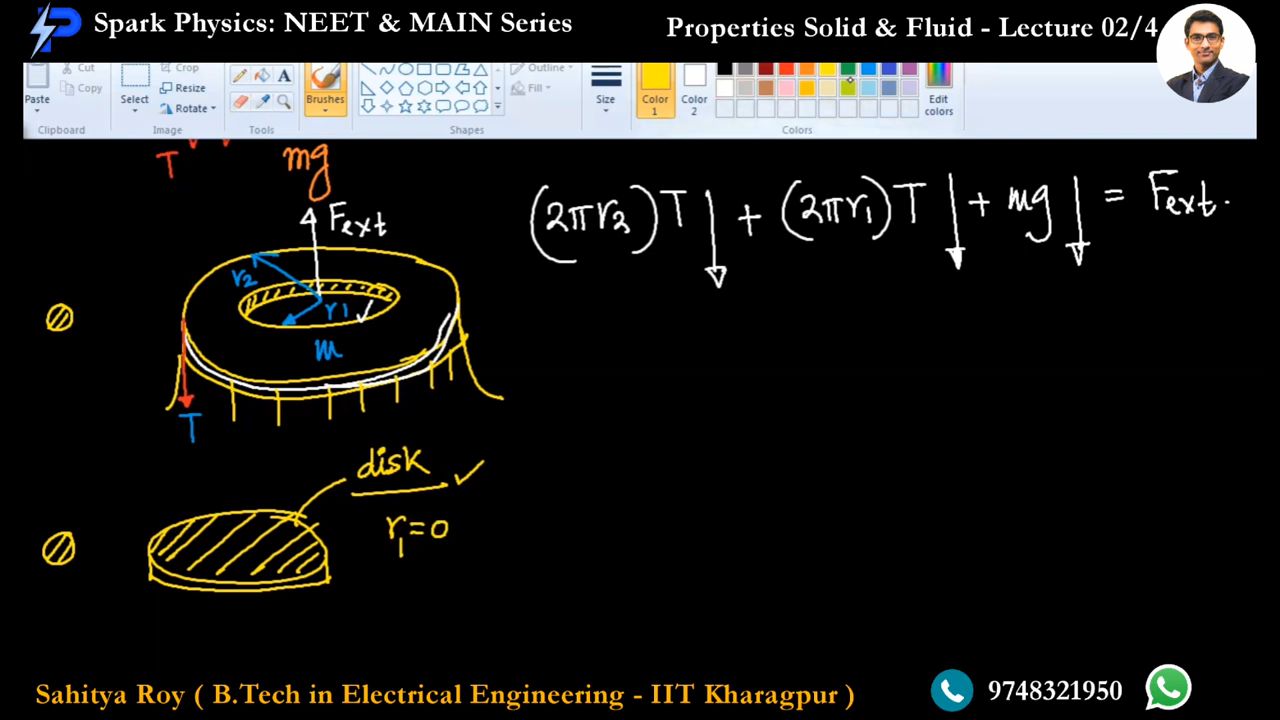 Spark Physics: NEET & MAIN Series
Properties Solid & Fluid - Lecture 02/4
Paste
Cut
Copy
Clipboard
Select
Crop
Resize
Rotate
Image
A
Tools
Brushes
Outline
Fill
Shapes
Size
Color 1
Color 2
Edit colors
Colors
T
mg
Fext
r2
r1
m
T
(2πr2)T + (2πr1)T + mg = Fext.
disk
r1=0
Sahitya Roy ( B.Tech in Electrical Engineering - IIT Kharagpur )
9748321950